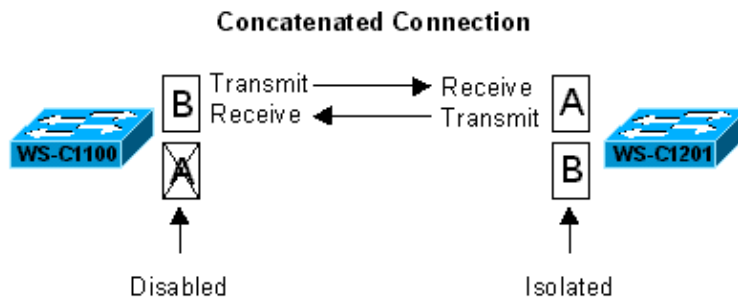 Concatenated Connection
B Transmit Receive A
Receive Transmit
WS-C1100 WS-C1201
A B
Disabled Isolated